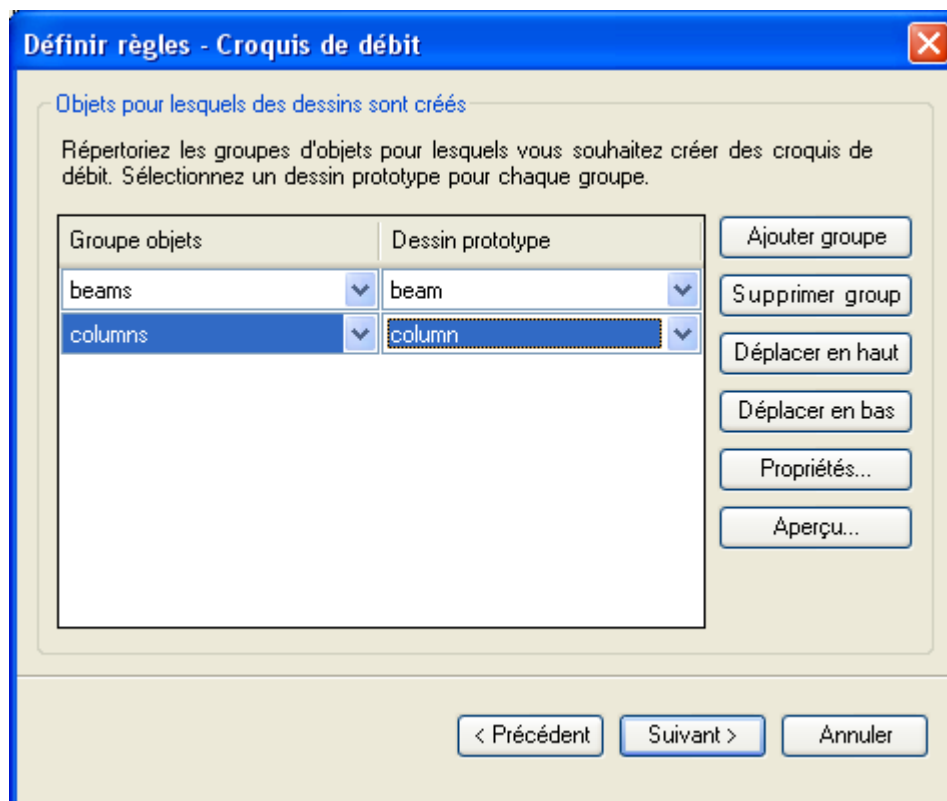 Définir règles - Croquis de débit
Objets pour lesquels des dessins sont créés
Répertoriez les groupes d'objets pour lesquels vous souhaitez créer des croquis de
débit. Sélectionnez un dessin prototype pour chaque groupe.
Groupe objets Dessin prototype
beams beam
columns column
Ajouter groupe
Supprimer group
Déplacer en haut
Déplacer en bas
Propriétés...
Aperçu...
< Précédent Suivant > Annuler